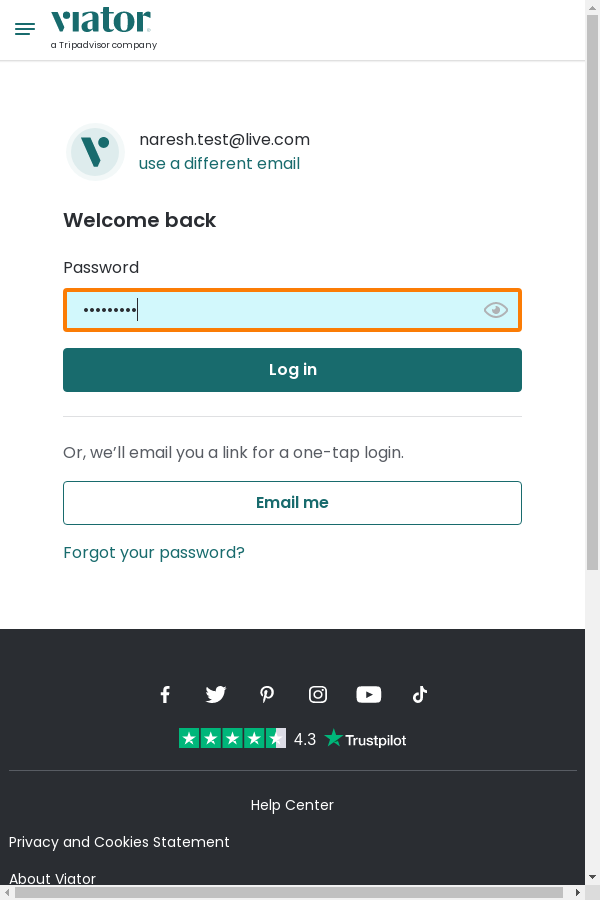 viator
a Tripadvisor company
naresh.test@live.com
use a different email
Welcome back
Password
•••••••••
Log in
Or, we’ll email you a link for a one-tap login.
Email me
Forgot your password?
4.3 Trustpilot
Help Center
Privacy and Cookies Statement
About Viator